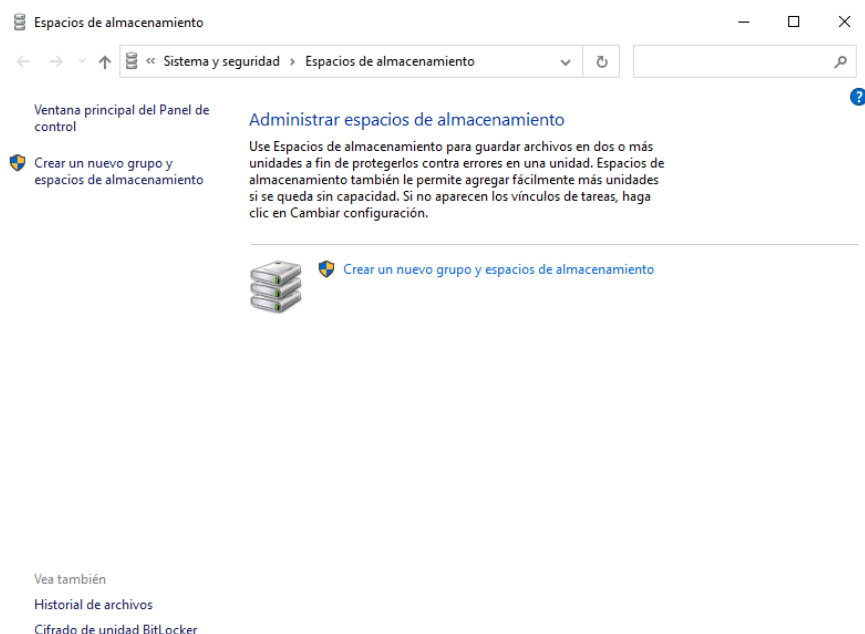 Espacios de almacenamiento
« Sistema y seguridad > Espacios de almacenamiento
Ventana principal del Panel de
control
Crear un nuevo grupo y
espacios de almacenamiento
Administrar espacios de almacenamiento
Use Espacios de almacenamiento para guardar archivos en dos o más
unidades a fin de protegerlos contra errores en una unidad. Espacios de
almacenamiento también le permite agregar fácilmente más unidades
si se queda sin capacidad. Si no aparecen los vínculos de tareas, haga
clic en Cambiar configuración.
Crear un nuevo grupo y espacios de almacenamiento
Vea también
Historial de archivos
Cifrado de unidad BitLocker